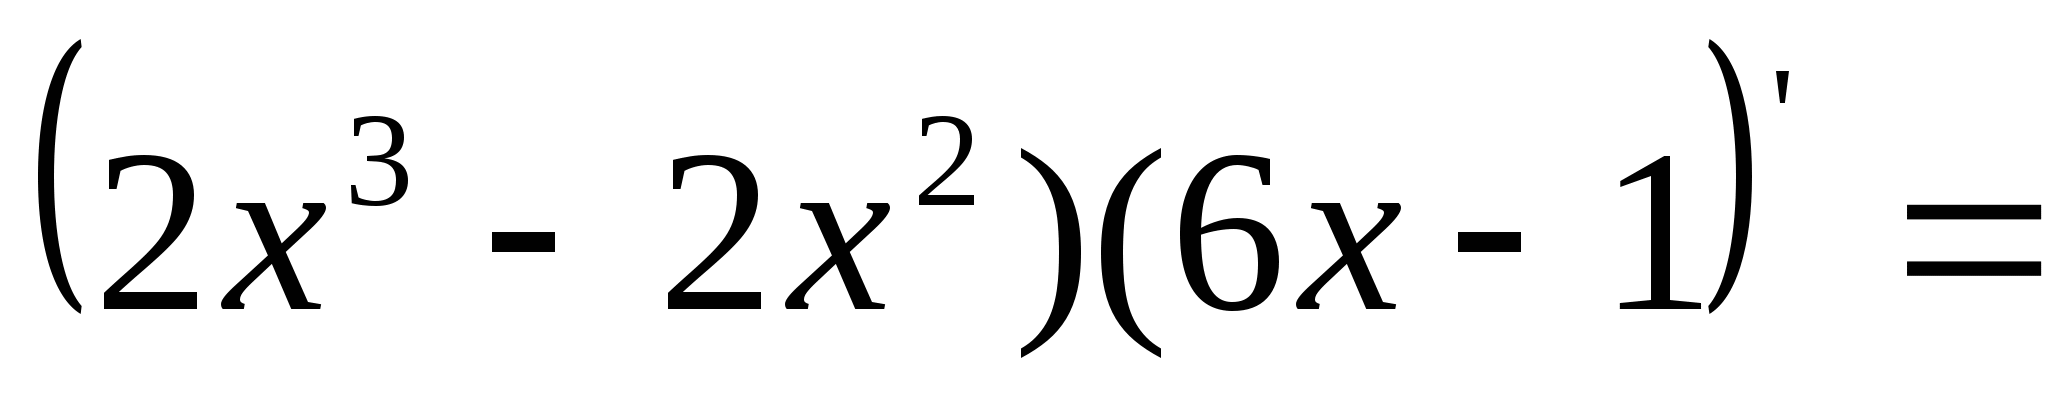 (2x³ - 2x²)(6x - 1)' =